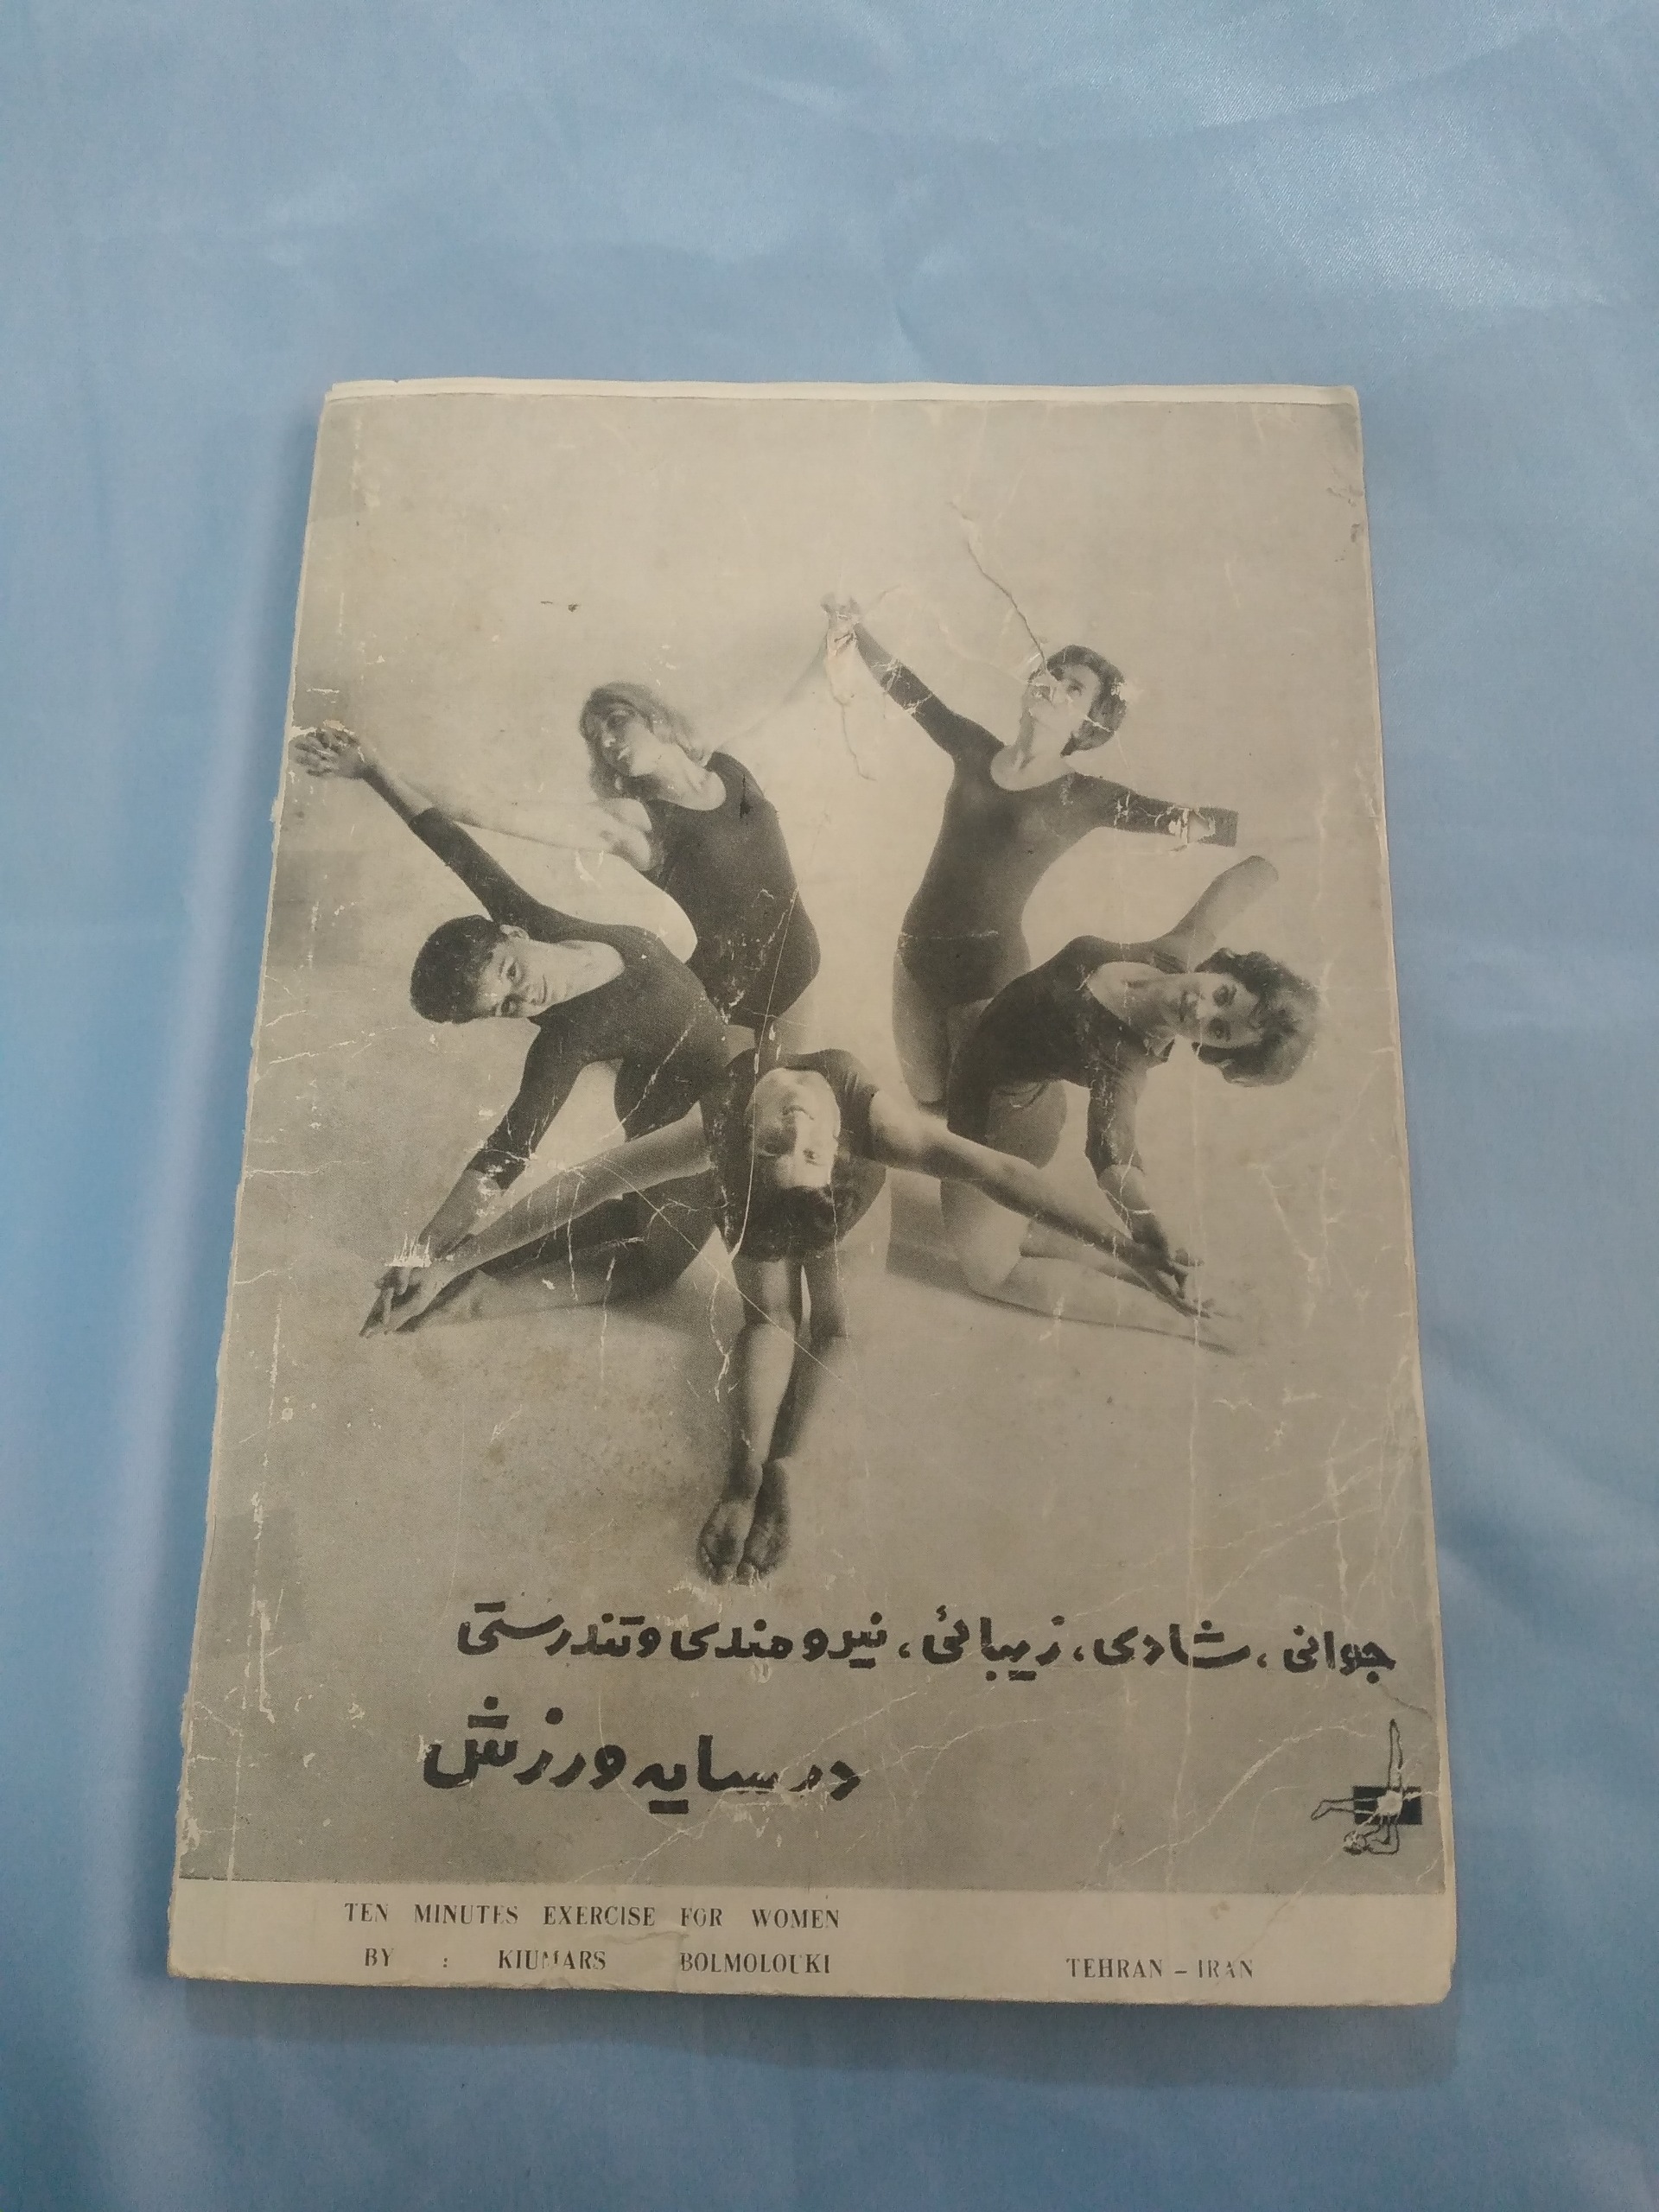 جوانی، شادی، زیبائی، نیرومندی و تندرستی
در سایه ورزش
TEN MINUTES EXERCISE FOR WOMEN
BY : KIUMARS BOLMOLOUKI TEHRAN – IRAN